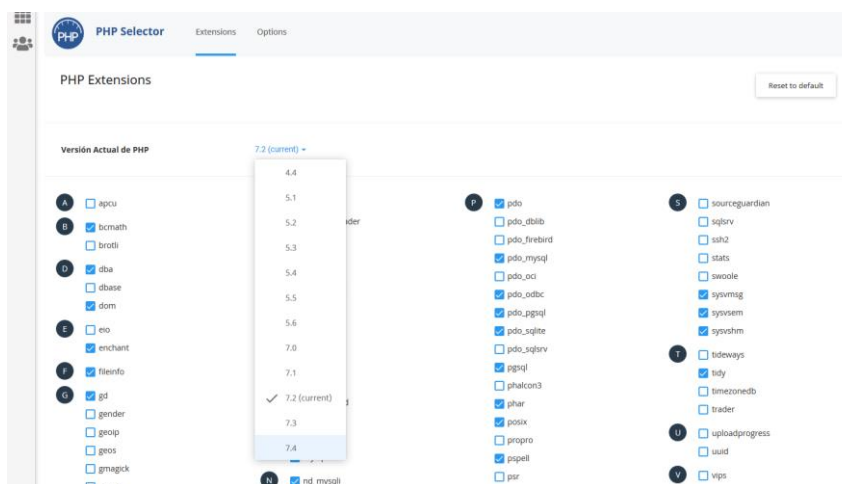 PHP
PHP Selector
Extensions
Options
PHP Extensions
Reset to default
Versión Actual de PHP
7.2 (current)
4.4
5.1
5.2
5.3
5.4
5.5
5.6
7.0
7.1
7.2 (current)
7.3
7.4
A
apcu
B
bcmath
brotli
D
dba
dbase
dom
E
eio
enchant
F
fileinfo
G
gd
gender
geoip
geos
gmagick
N
nd_mysqli
P
pdo
pdo_dblib
pdo_firebird
pdo_mysql
pdo_oci
pdo_odbc
pdo_pgsql
pdo_sqlite
pdo_sqlsrv
pgsql
phalcon3
phar
posix
propro
pspell
psr
S
sourceguardian
sqlsrv
ssh2
stats
swoole
sysvmsg
sysvsem
sysvshm
T
tideways
tidy
timezonedb
trader
U
uploadprogress
uuid
V
vips